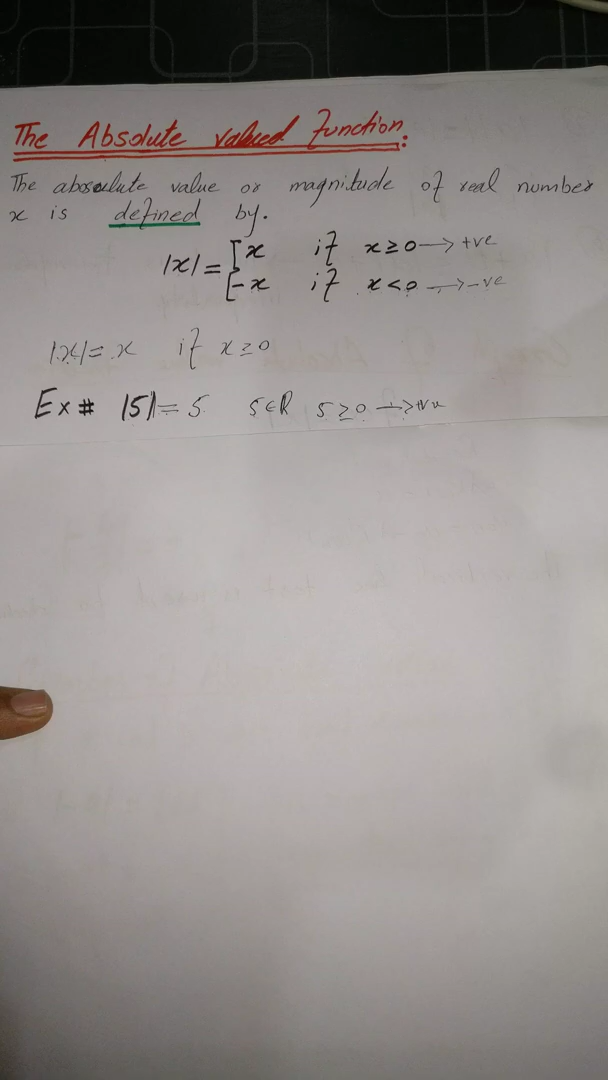 The Absolute valued function.
The abosolute value or magnitude of real number
x is defined by.
|x| = [x if x ≥ 0 → +ve
[-x if x < 0 → -ve
|x| = x if x ≥ 0
Ex # |5| = 5 5 ∈ R 5 ≥ 0 → +ve